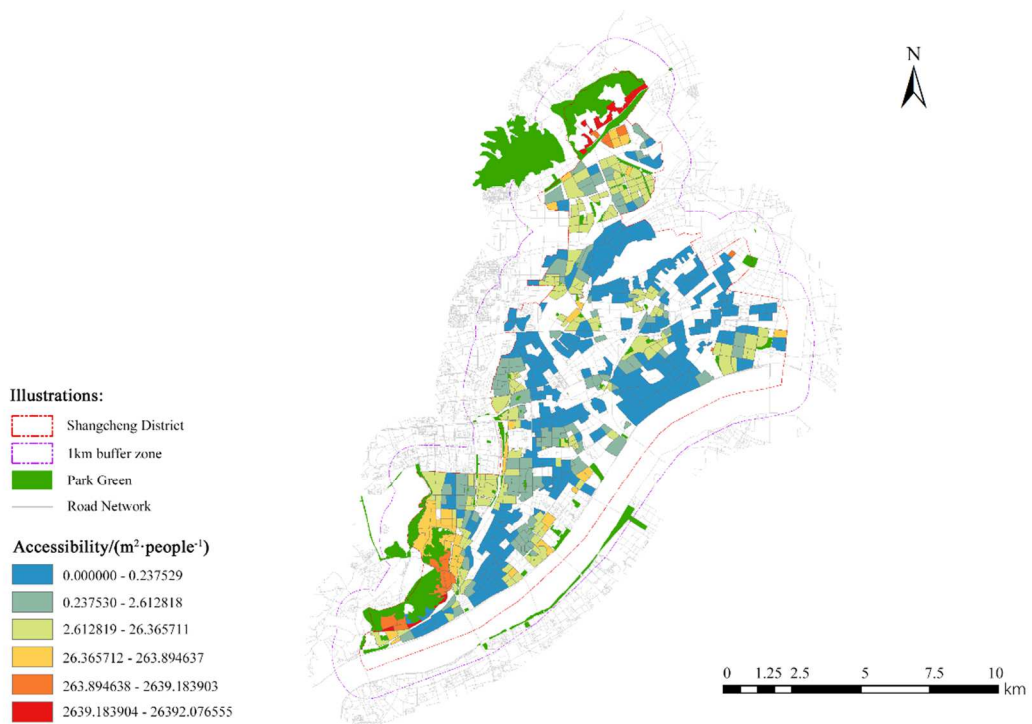 N
Illustrations:
Shangcheng District
1km buffer zone
Park Green
Road Network
Accessibility/(m²·people⁻¹)
0.000000 - 0.237529
0.237530 - 2.612818
2.612819 - 26.365711
26.365712 - 263.894637
263.894638 - 2639.183903
2639.183904 - 26392.076555
0 1.25 2.5 5 7.5 10
km